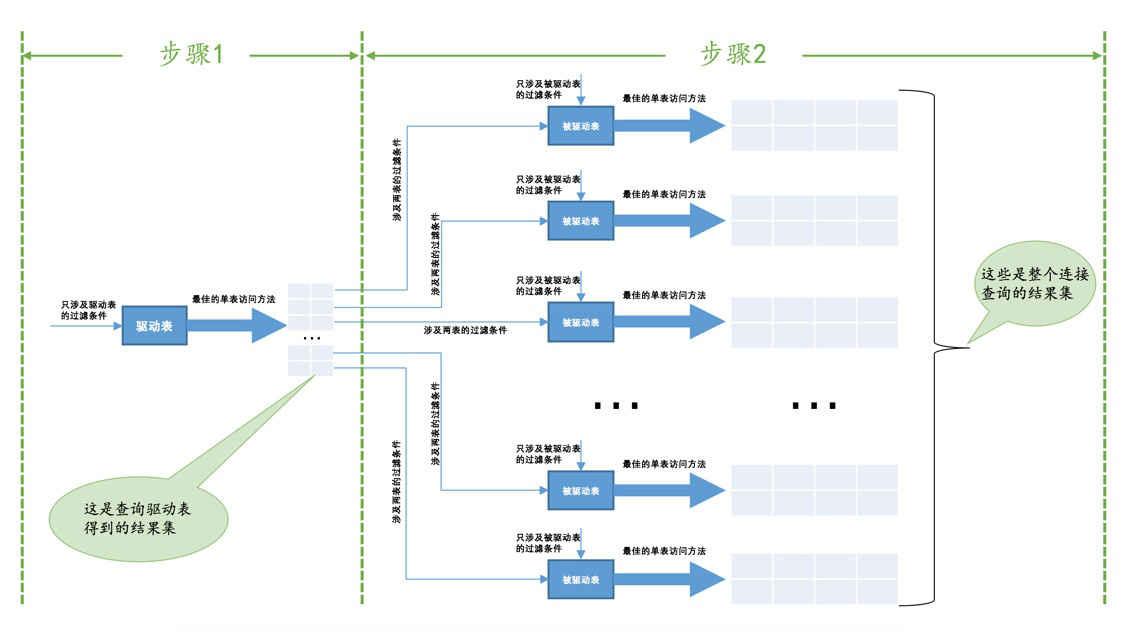 步骤1
步骤2
只涉及驱动表
的过滤条件
驱动表
最佳的单表访问方法
...
这是查询驱动表
得到的结果集
涉及两表的过滤条件
只涉及被驱动表
的过滤条件
被驱动表
最佳的单表访问方法
涉及两表的过滤条件
只涉及被驱动表
的过滤条件
被驱动表
最佳的单表访问方法
涉及两表的过滤条件
只涉及被驱动表
的过滤条件
被驱动表
最佳的单表访问方法
...
...
涉及两表的过滤条件
只涉及被驱动表
的过滤条件
被驱动表
最佳的单表访问方法
涉及两表的过滤条件
只涉及被驱动表
的过滤条件
被驱动表
最佳的单表访问方法
这些是整个连接
查询的结果集